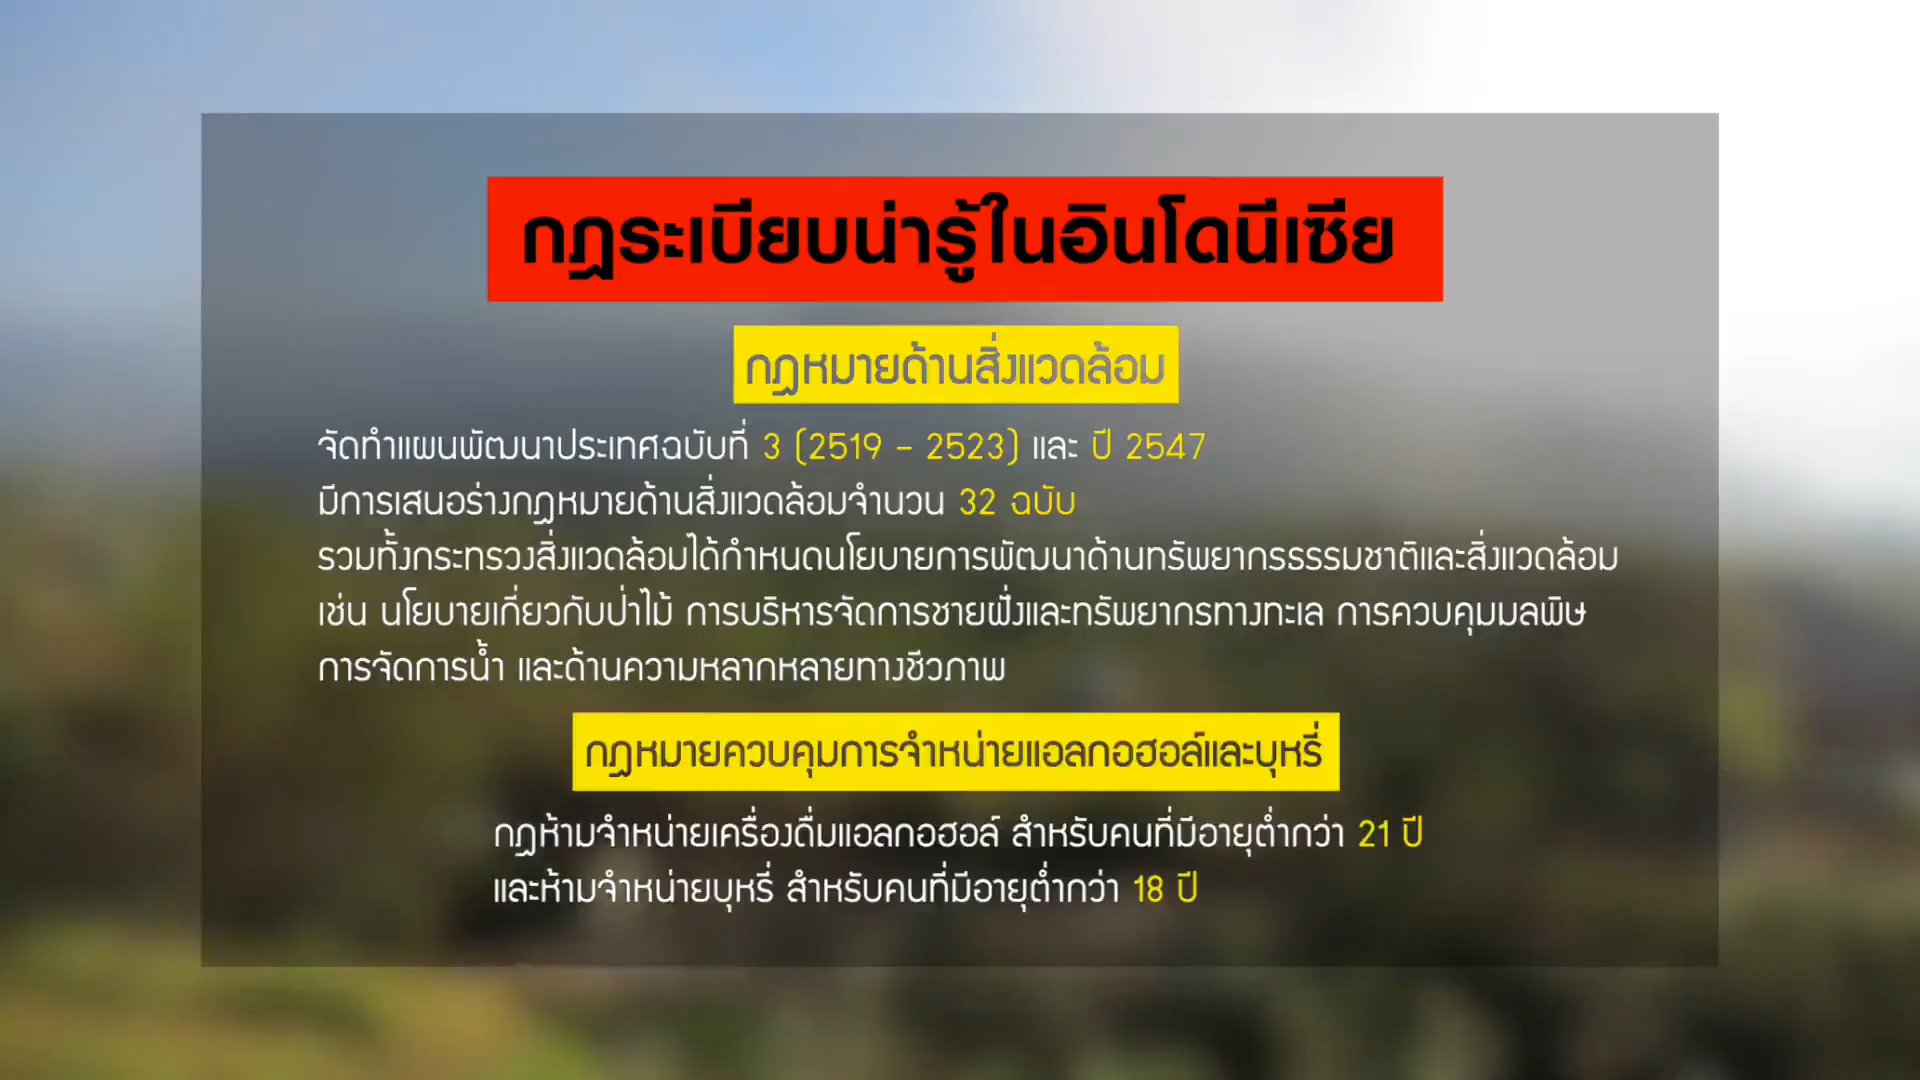 กฎระเบียบน่ารู้ในอินโดนีเซีย
กฎหมายด้านสิ่งแวดล้อม
จัดทำแผนพัฒนาประเทศฉบับที่ 3 (2519 - 2523) และ ปี 2547
มีการเสนอร่างกฎหมายด้านสิ่งแวดล้อมจำนวน 32 ฉบับ
รวมทั้งกระทรวงสิ่งแวดล้อมได้กำหนดนโยบายการพัฒนาด้านทรัพยากรธรรมชาติและสิ่งแวดล้อม
เช่น นโยบายเกี่ยวกับป่าไม้ การบริหารจัดการชายฝั่งและทรัพยากรทางทะเล การควบคุมมลพิษ
การจัดการน้ำ และด้านความหลากหลายทางชีวภาพ
กฎหมายควบคุมการจำหน่ายแอลกอฮอล์และบุหรี่
กฎห้ามจำหน่ายเครื่องดื่มแอลกอฮอล์ สำหรับคนที่มีอายุต่ำกว่า 21 ปี
และห้ามจำหน่ายบุหรี่ สำหรับคนที่มีอายุต่ำกว่า 18 ปี